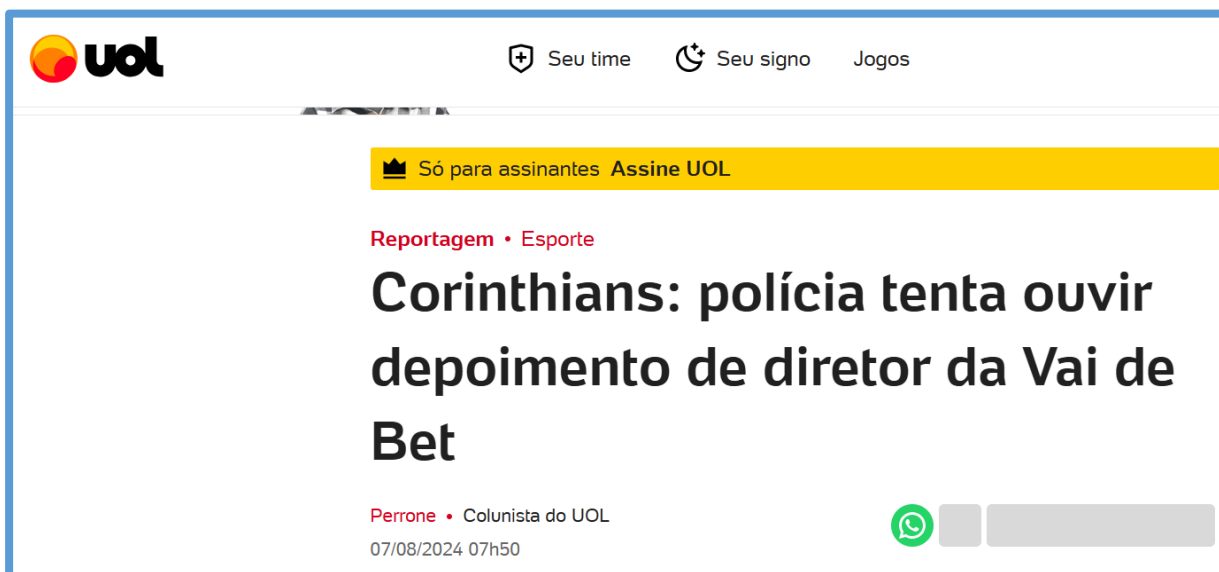 uol Seu time Seu signo Jogos
Só para assinantes Assine UOL
Reportagem • Esporte
Corinthians: polícia tenta ouvir
depoimento de diretor da Vai de
Bet
Perrone • Colunista do UOL
07/08/2024 07h50